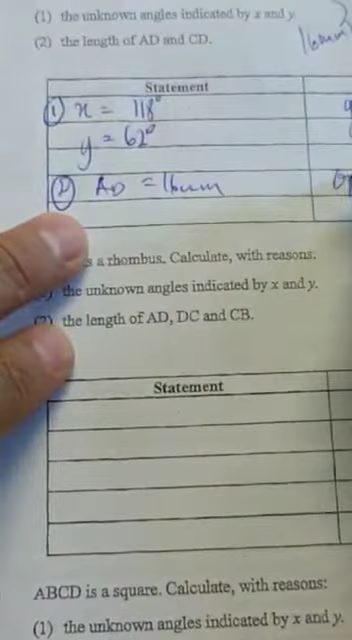 (1) the unknown angles indicated by x and y
(2) the length of AD and CD.
16mm
Statement
(1) x = 118°
y = 62°
(2) AD = 16mm
is a rhombus. Calculate, with reasons:
the unknown angles indicated by x and y.
(2) the length of AD, DC and CB.
Statement
ABCD is a square. Calculate, with reasons:
(1) the unknown angles indicated by x and y.